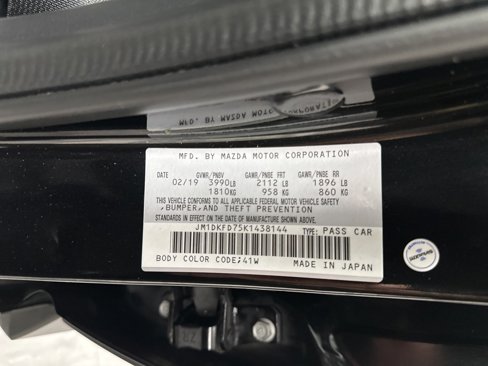 MFD. BY MAZDA MOTOR CORPORATION
DATE GVWR/PNBV GAWR/PNBE FRT GAWR/PNBE RR
02/19 3990LB 2112 LB 1896 LB
1810KG 958 KG 860 KG
THIS VEHICLE CONFORMS TO ALL APPLICABLE FEDERAL MOTOR VEHICLE SAFETY
,BUMPER,AND THEFT PREVENTION
STANDARDS IN EFFECT ON THE DATE OF MANUFACTURE SHOWN ABOVE.
JM1DKFD75K1438144 TYPE: PASS CAR
BODY COLOR CODE:41W MADE IN JAPAN